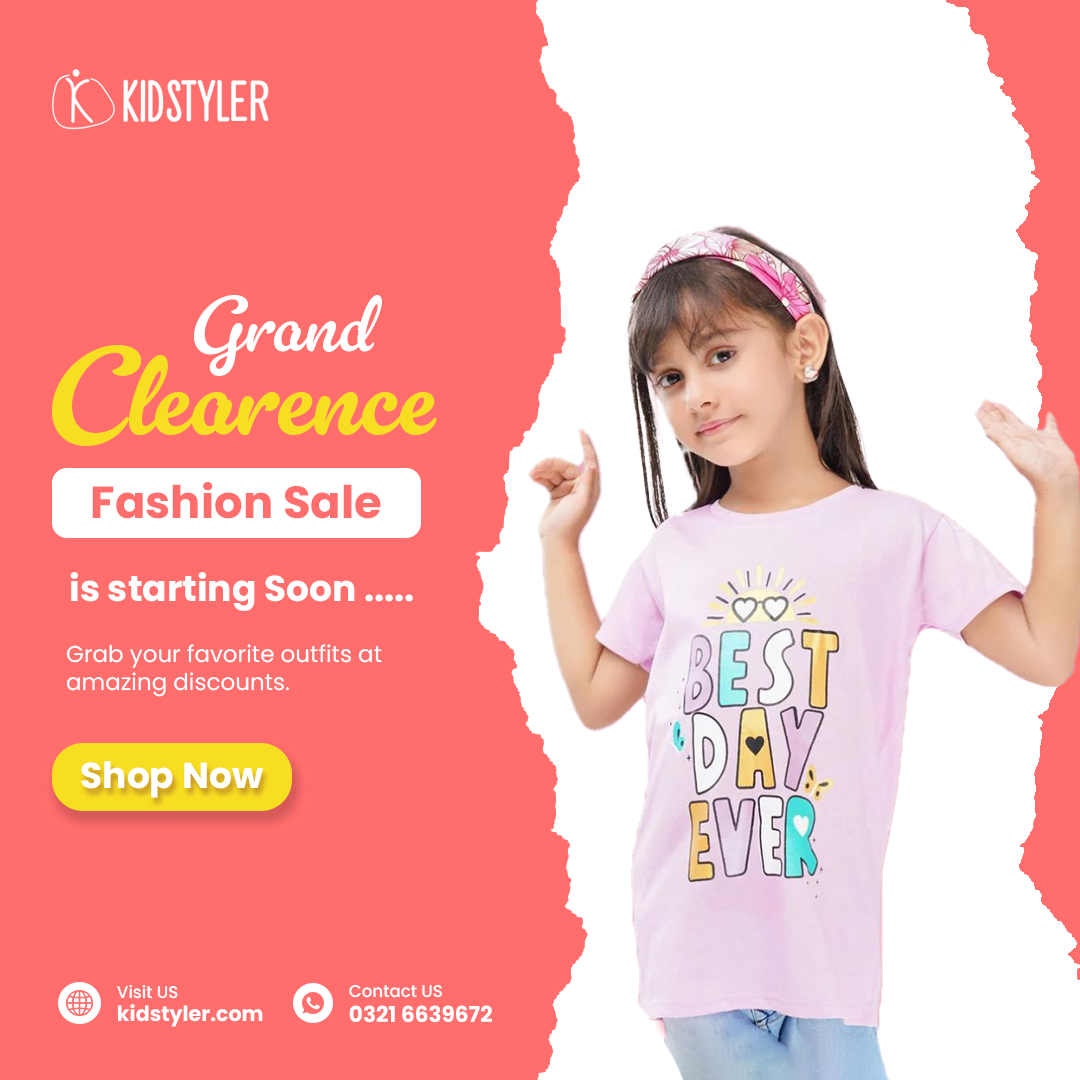 KIDSTYLER
Grand
Clearence
Fashion Sale
is starting Soon .....
Grab your favorite outfits at
amazing discounts.
Shop Now
BEST
DAY
EVER
Visit US
kidstyler.com
Contact US
0321 6639672